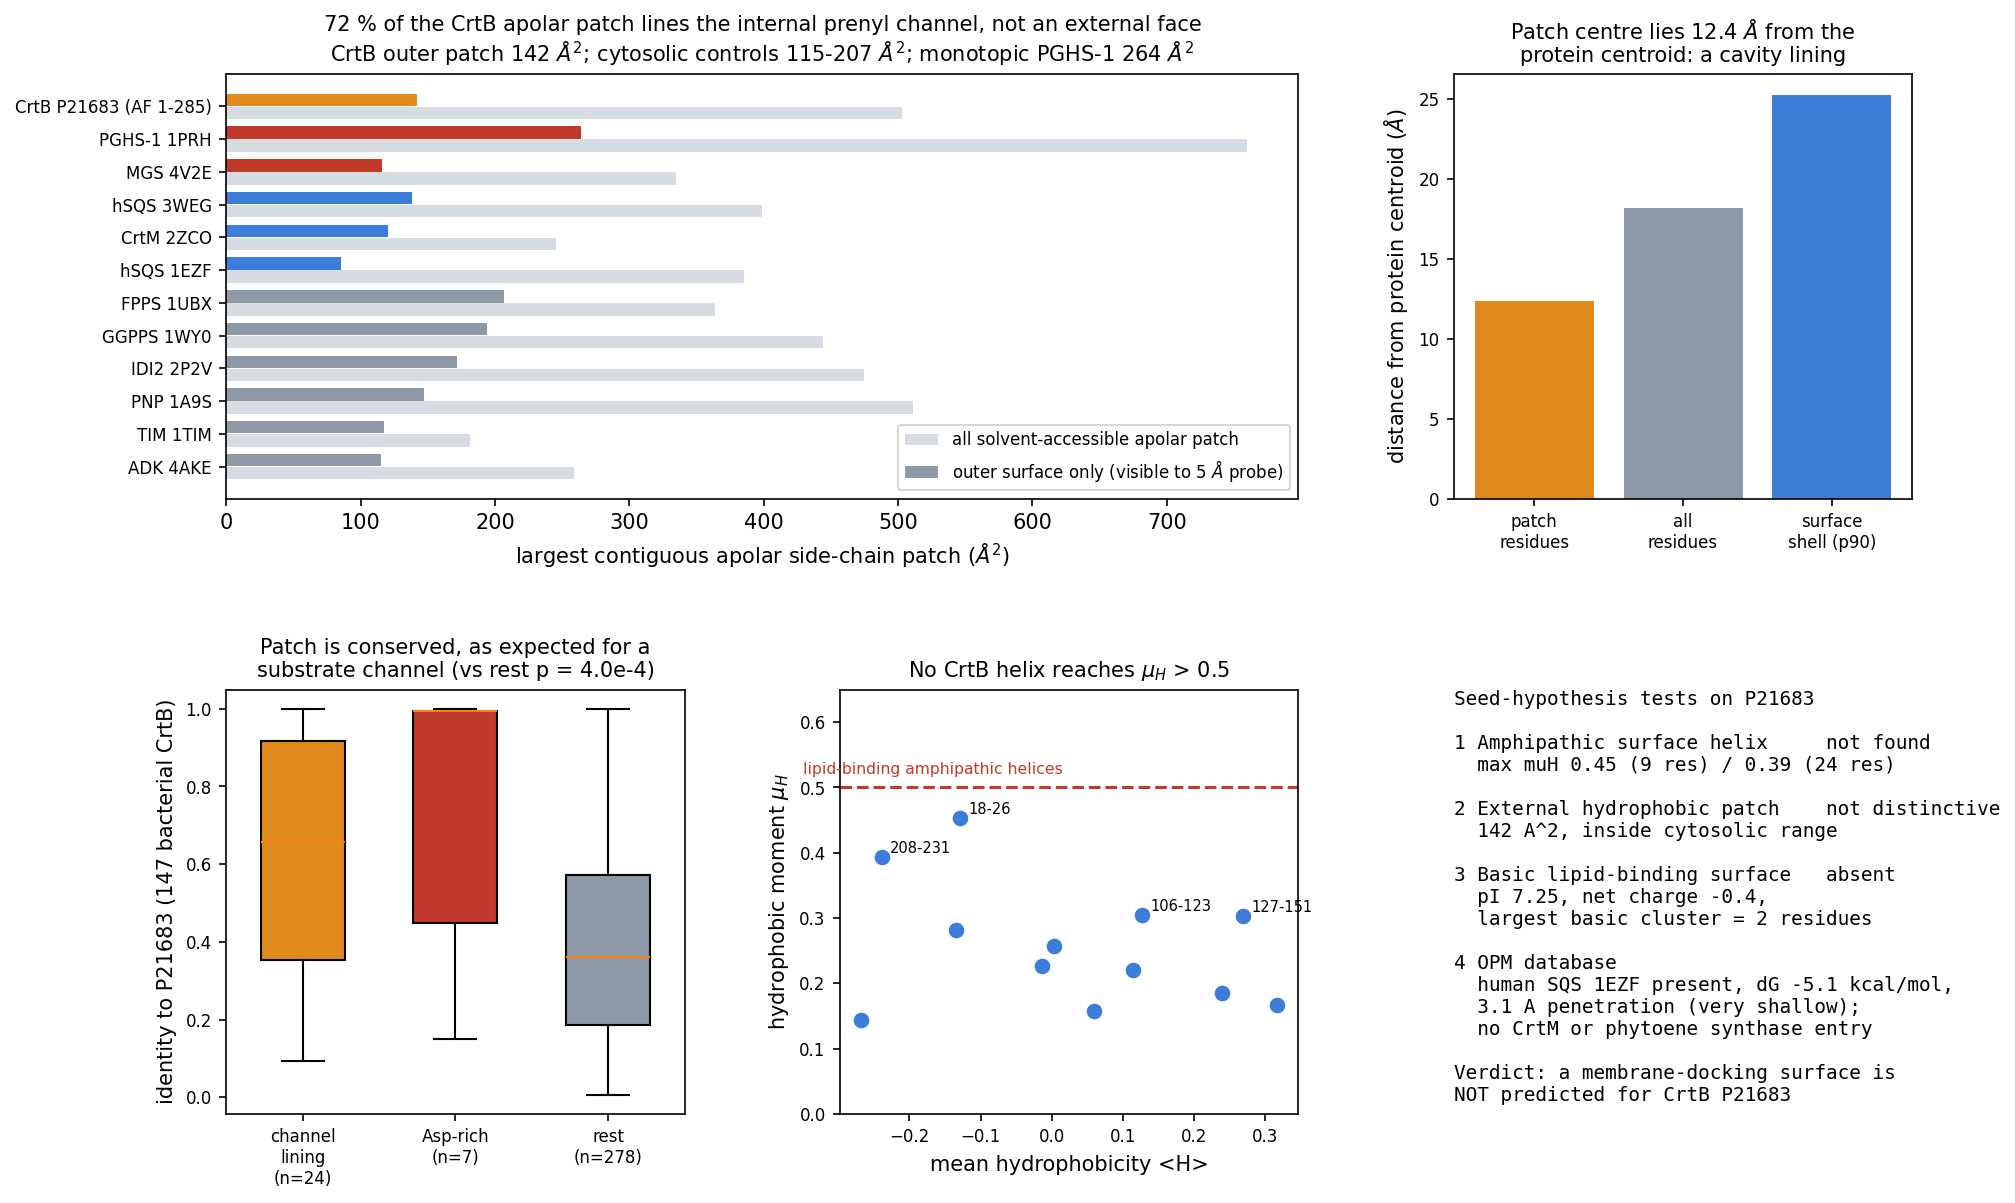 72 % of the CrtB apolar patch lines the internal prenyl channel, not an external face
CrtB outer patch 142 Å²; cytosolic controls 115-207 Å²; monotopic PGHS-1 264 Å²
CrtB P21683 (AF 1-285)
PGHS-1 1PRH
MGS 4V2E
hSQS 3WEG
CrtM 2ZCO
hSQS 1EZF
FPPS 1UBX
GGPPS 1WY0
IDI2 2P2V
PNP 1A9S
TIM 1TIM
ADK 4AKE
all solvent-accessible apolar patch
outer surface only (visible to 5 Å probe)
0 100 200 300 400 500 600 700
largest contiguous apolar side-chain patch (Å²)
Patch centre lies 12.4 Å from the
protein centroid: a cavity lining
distance from protein centroid (Å)
25
20
15
10
5
0
patch
residues
all
residues
surface
shell (p90)
Patch is conserved, as expected for a
substrate channel (vs rest p = 4.0e-4)
identity to P21683 (147 bacterial CrtB)
1.0
0.8
0.6
0.4
0.2
0.0
channel
lining
(n=24)
Asp-rich
(n=7)
rest
(n=278)
No CrtB helix reaches μH > 0.5
hydrophobic moment μH
0.6
0.5
0.4
0.3
0.2
0.1
0.0
lipid-binding amphipathic helices
18-26
208-231
106-123
127-151
−0.2 −0.1 0.0 0.1 0.2 0.3
mean hydrophobicity <H>
Seed-hypothesis tests on P21683
1 Amphipathic surface helix not found
max muH 0.45 (9 res) / 0.39 (24 res)
2 External hydrophobic patch not distinctive
142 A^2, inside cytosolic range
3 Basic lipid-binding surface absent
pI 7.25, net charge -0.4,
largest basic cluster = 2 residues
4 OPM database
human SQS 1EZF present, dG -5.1 kcal/mol,
3.1 A penetration (very shallow);
no CrtM or phytoene synthase entry
Verdict: a membrane-docking surface is
NOT predicted for CrtB P21683